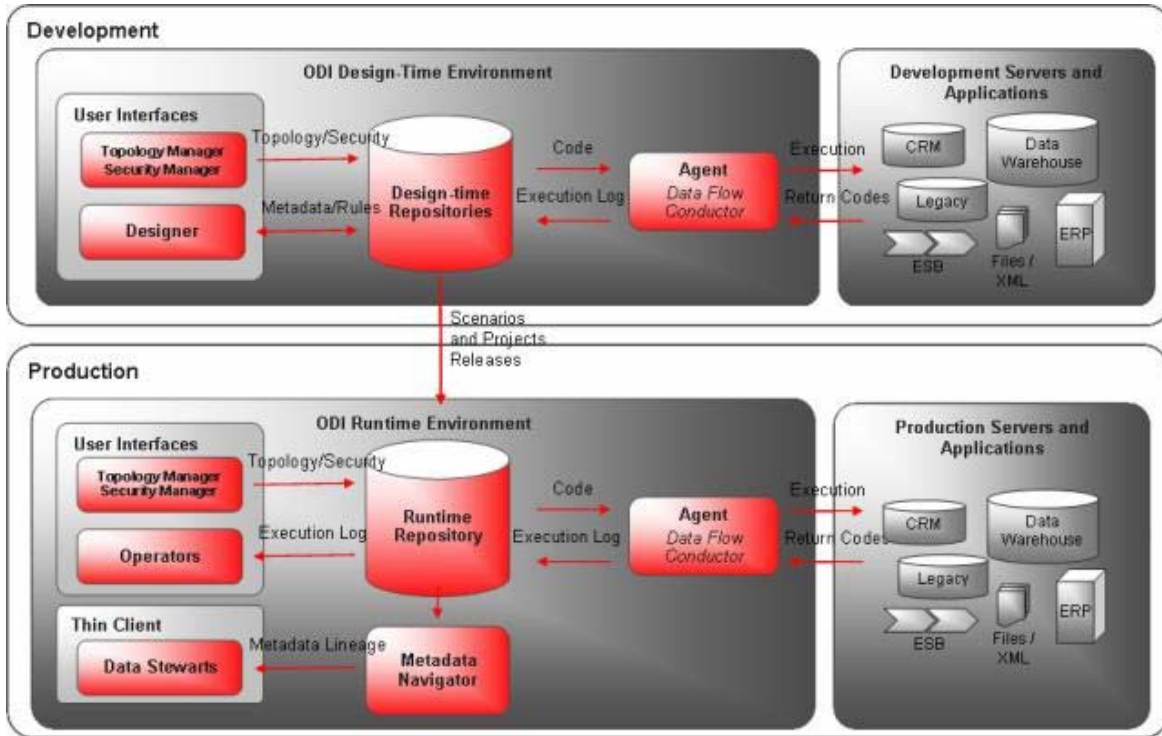 Development
ODI Design-Time Environment
User Interfaces
Topology Manager
Security Manager
Designer
Topology/Security
Metadata/Rules
Design-time
Repositories
Code
Execution Log
Agent
Data Flow
Conductor
Execution
Return Codes
Development Servers and
Applications
CRM
Data
Warehouse
Legacy
ESB
Files /
XML
ERP
Scenarios
and Projects
Releases
Production
ODI Runtime Environment
User Interfaces
Topology Manager
Security Manager
Operators
Topology/Security
Execution Log
Runtime
Repository
Code
Execution Log
Agent
Data Flow
Conductor
Execution
Return Codes
Thin Client
Data Stewarts
Metadata Lineage
Metadata
Navigator
Production Servers and
Applications
CRM
Data
Warehouse
Legacy
ESB
Files /
XML
ERP